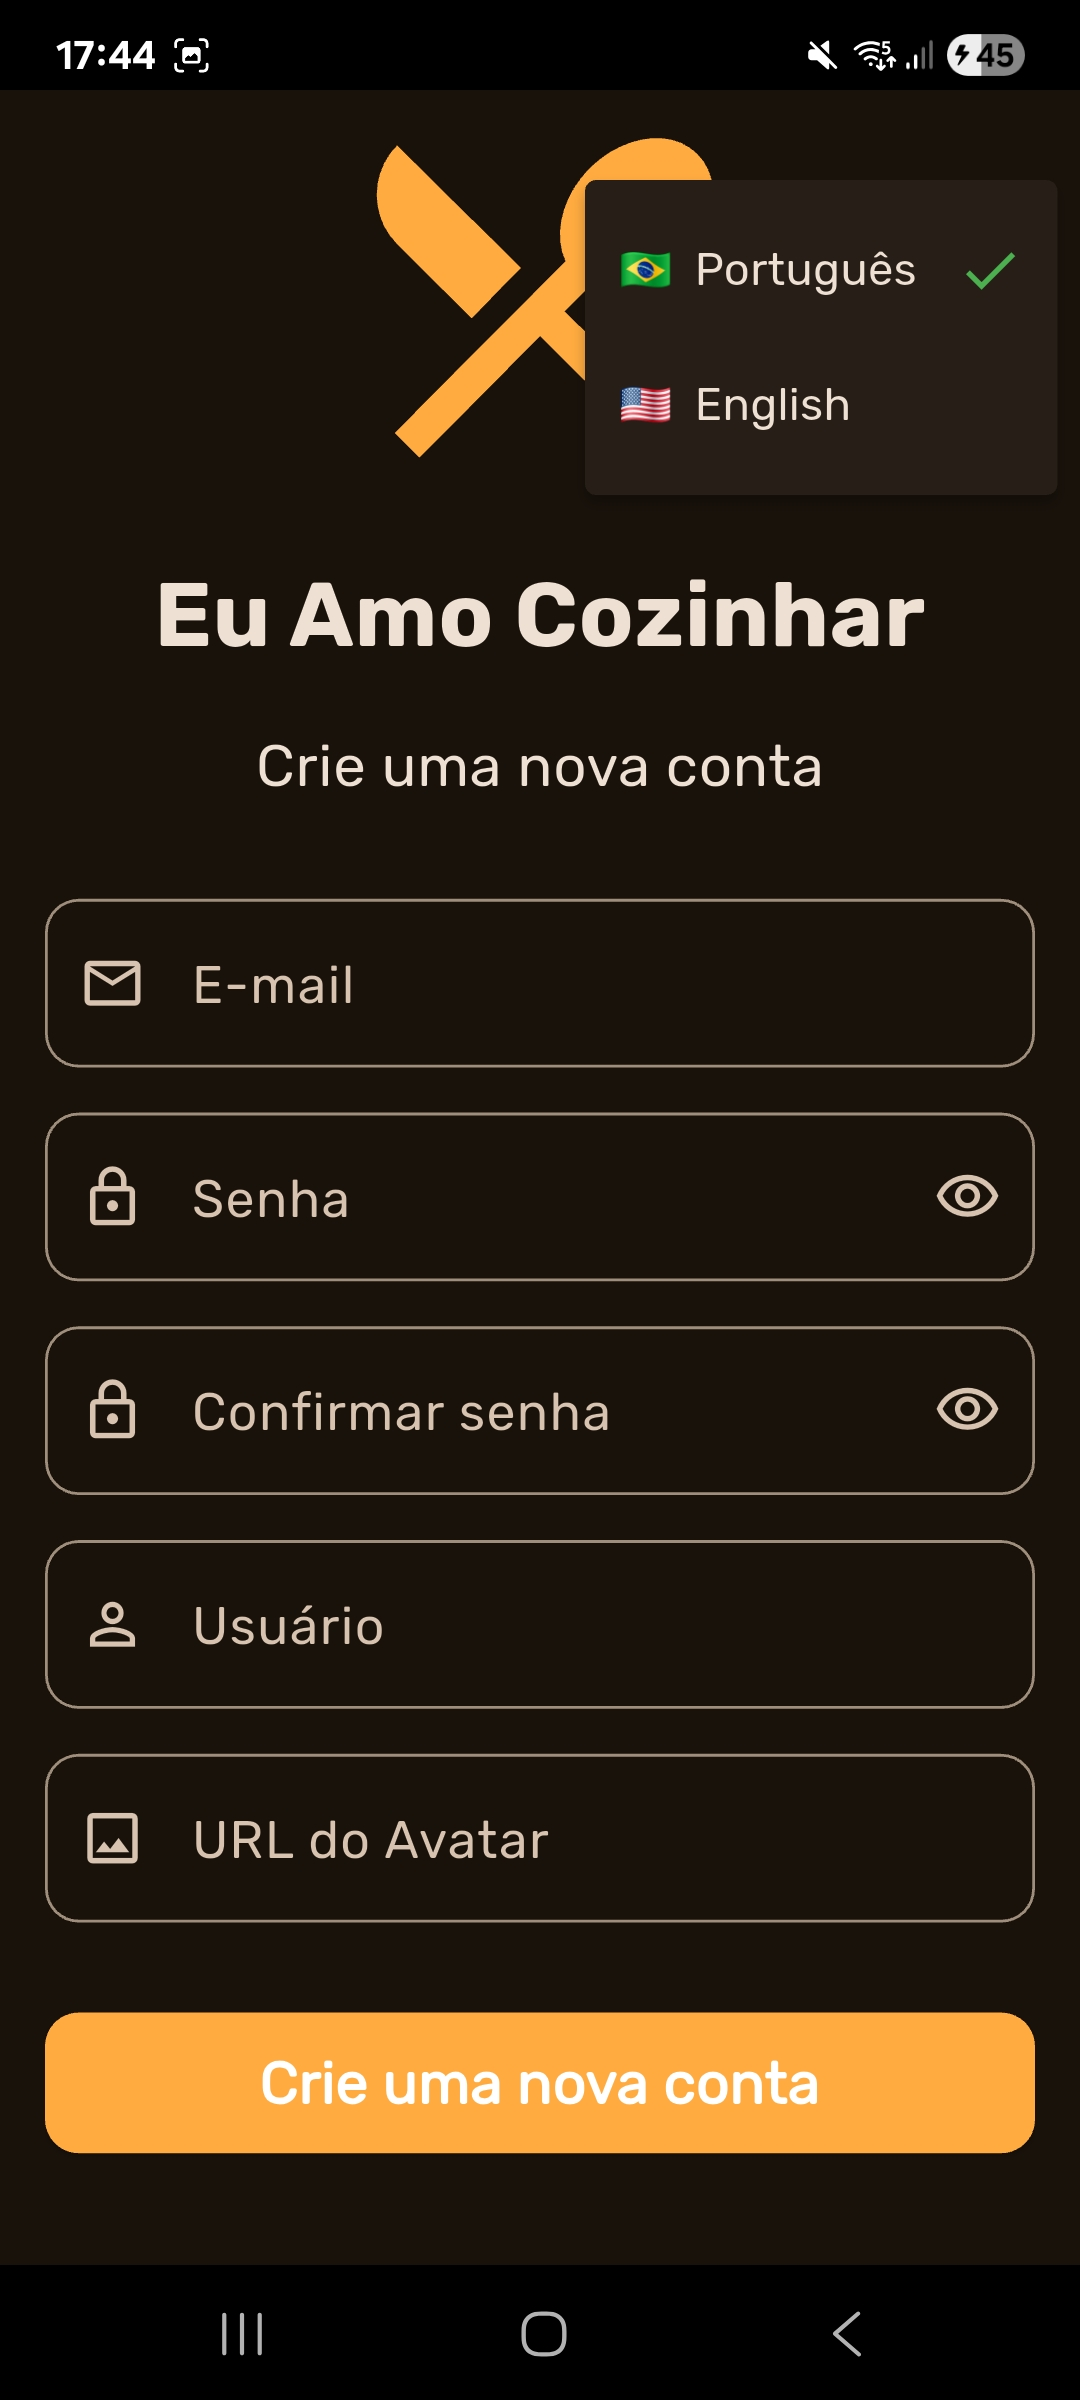 17:44
5
45
Português
English
Eu Amo Cozinhar
Crie uma nova conta
E-mail
Senha
Confirmar senha
Usuário
URL do Avatar
Crie uma nova conta